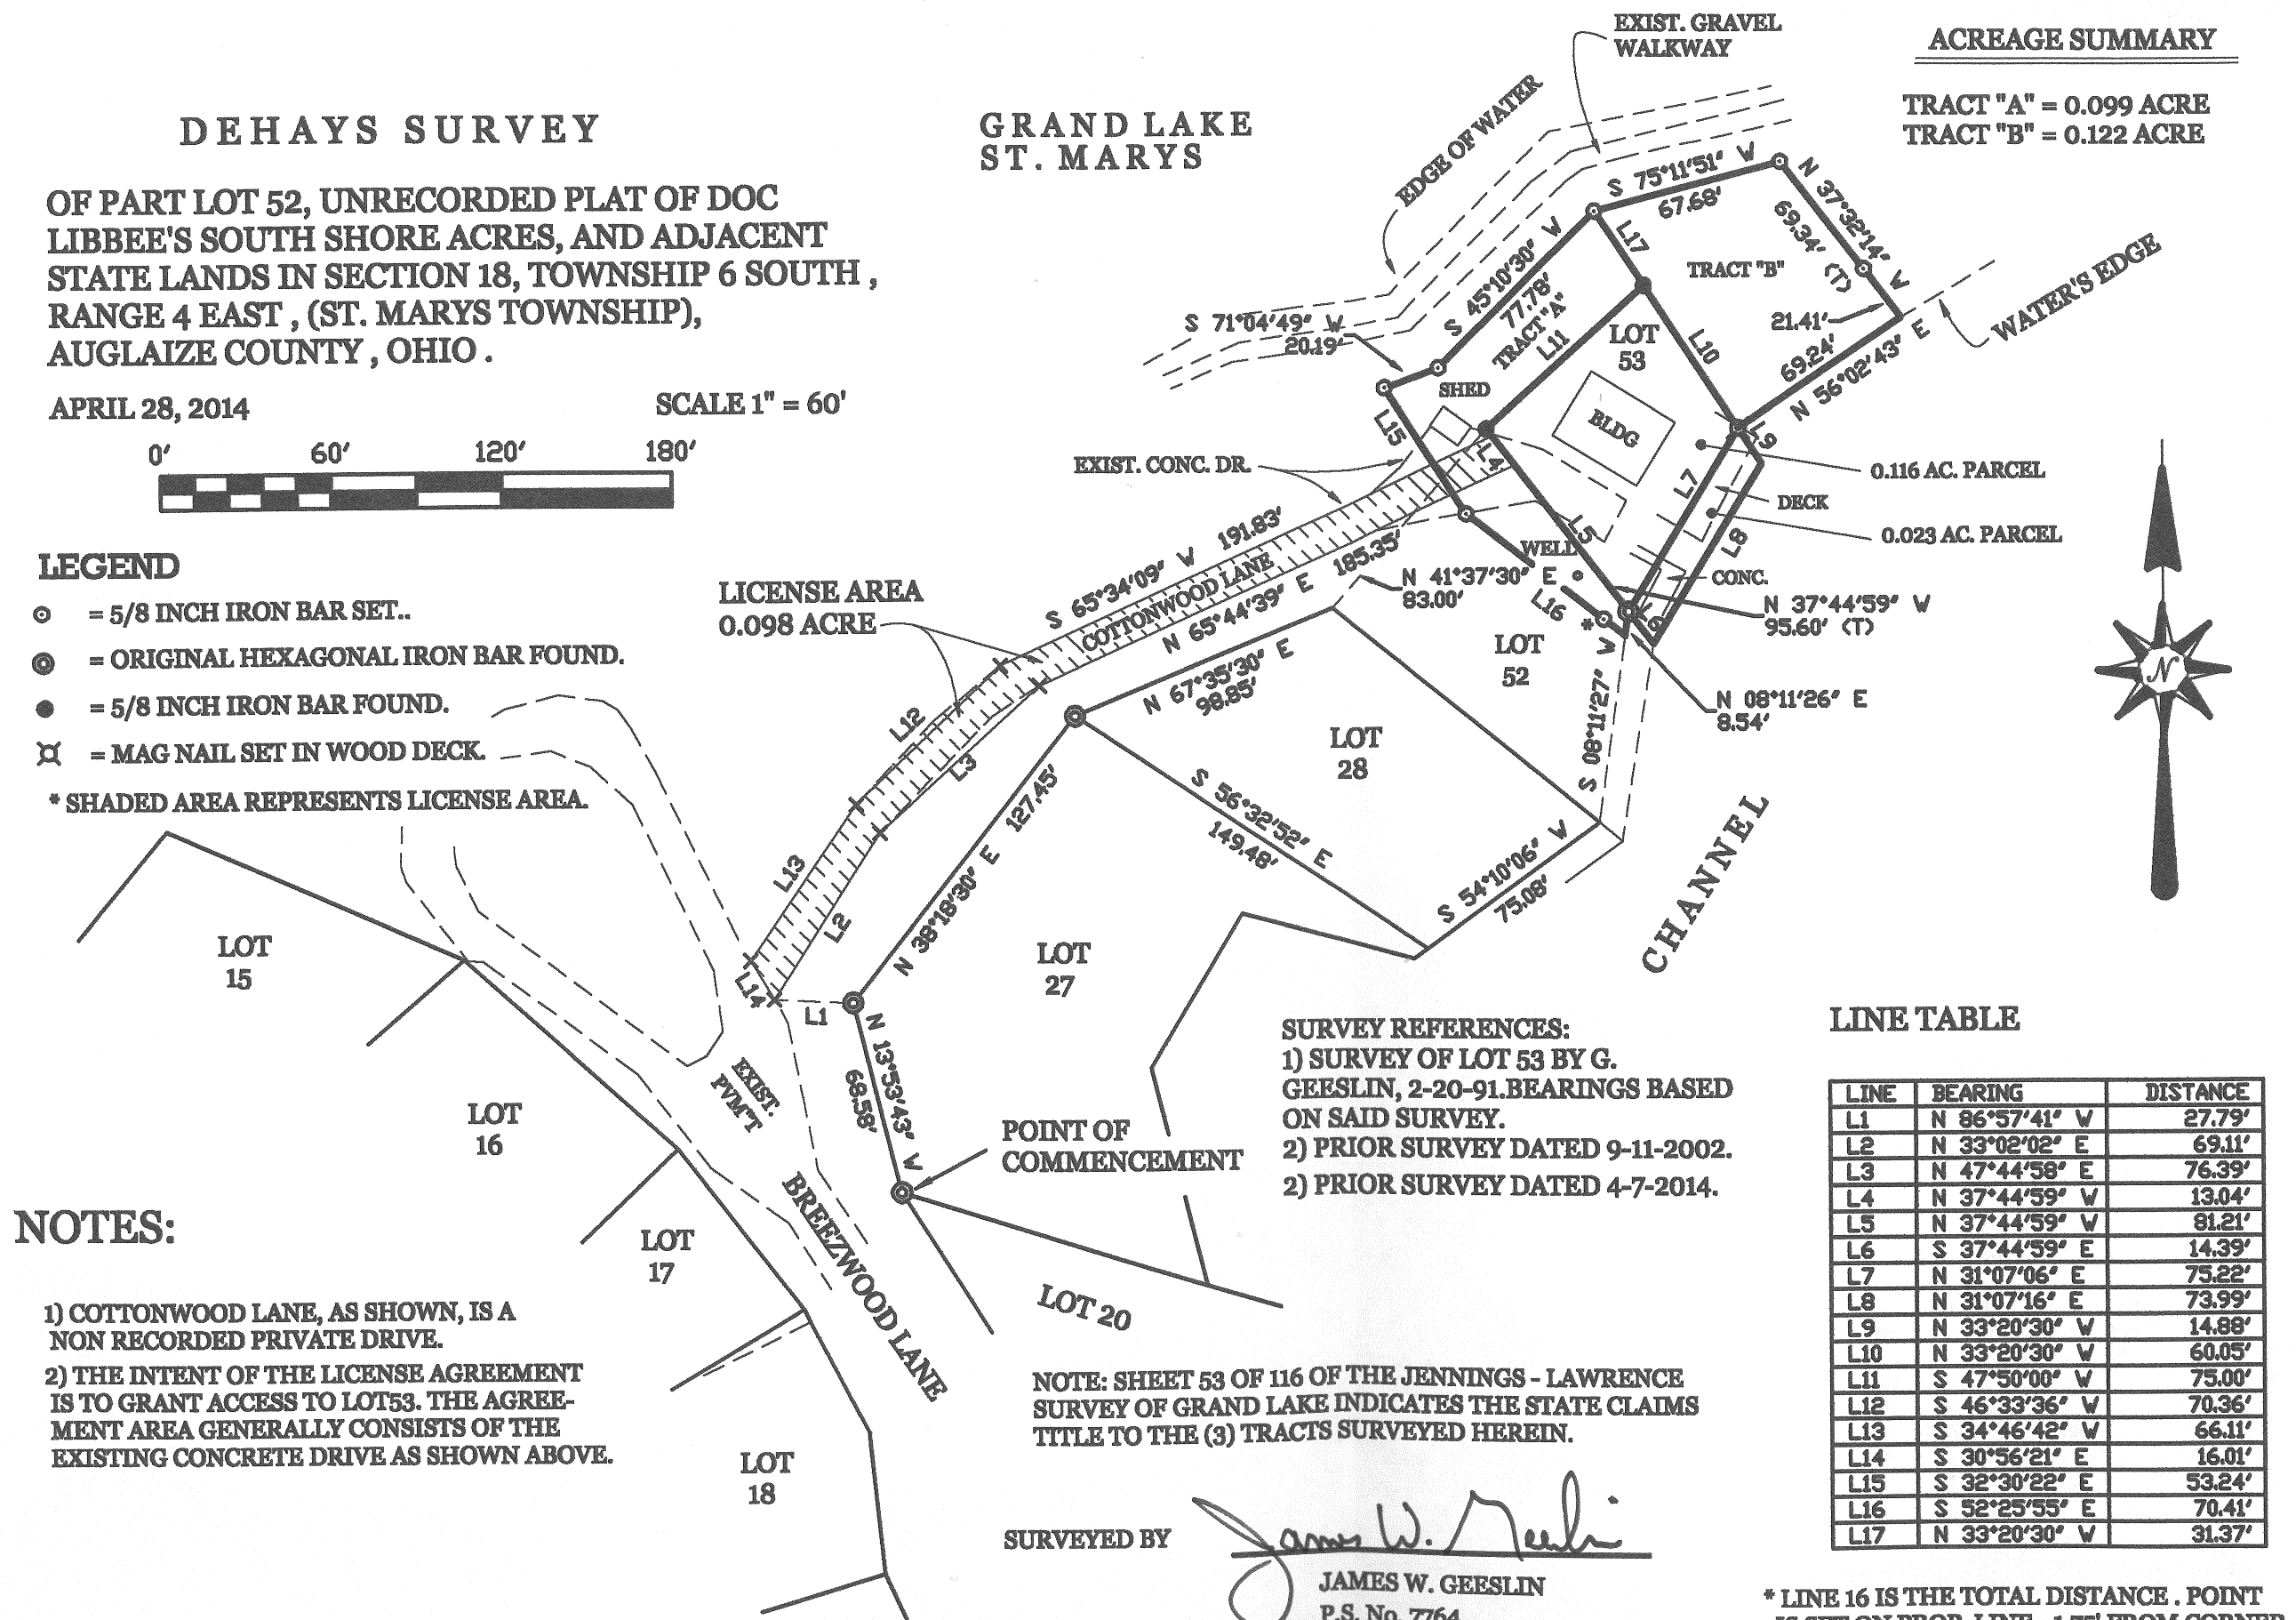 DEHAYS SURVEY
OF PART LOT 52, UNRECORDED PLAT OF DOC
LIBBEE'S SOUTH SHORE ACRES, AND ADJACENT
STATE LANDS IN SECTION 18, TOWNSHIP 6 SOUTH ,
RANGE 4 EAST , (ST. MARYS TOWNSHIP),
AUGLAIZE COUNTY , OHIO .
APRIL 28, 2014
SCALE 1" = 60'
0' 60' 120' 180'
LEGEND
= 5/8 INCH IRON BAR SET..
= ORIGINAL HEXAGONAL IRON BAR FOUND.
= 5/8 INCH IRON BAR FOUND.
= MAG NAIL SET IN WOOD DECK.
* SHADED AREA REPRESENTS LICENSE AREA.
GRAND LAKE
ST. MARYS
EXIST. GRAVEL
WALKWAY
EDGE OF WATER
ACREAGE SUMMARY
TRACT "A" = 0.099 ACRE
TRACT "B" = 0.122 ACRE
S 75°11'51" W
67.68'
N 37°32'14" W
69.34' (T)
L17
TRACT "B"
S 45°10'30" W
77.78'
TRACT "A"
L11
WATER'S EDGE
21.41'
S 71°04'49" W
20.19'
LOT
53
L10
69.24'
N 56°02'43" E
SHED
L15
BLDG
L9
L4
EXIST. CONC. DR.
0.116 AC. PARCEL
L7
DECK
0.023 AC. PARCEL
L5
L8
WELL
CONC.
S 65°34'09" W 191.83'
COTTONWOOD LANE
N 65°44'39" E 185.35'
N 41°37'30" E
83.00'
L16
*
L6
N 37°44'59" W
95.60' (T)
LICENSE AREA
0.098 ACRE
LOT
52
N 67°35'30" E
98.85'
S 08°11'27" W
N 08°11'26" E
8.54'
L12
L3
LOT
28
N
S 56°32'52" E
149.48'
N 38°18'30" E 127.45'
L13
L2
S 54°10'06" W
75.08'
CHANNEL
LOT
15
LOT
27
L14
L1
N 13°53'43" W
68.58'
EXIST.
PVM'T
LOT
16
POINT OF
COMMENCEMENT
BREEZWOOD LANE
LOT
17
LOT 20
LOT
18
SURVEY REFERENCES:
1) SURVEY OF LOT 53 BY G.
GEESLIN, 2-20-91.BEARINGS BASED
ON SAID SURVEY.
2) PRIOR SURVEY DATED 9-11-2002.
2) PRIOR SURVEY DATED 4-7-2014.
NOTES:
1) COTTONWOOD LANE, AS SHOWN, IS A
NON RECORDED PRIVATE DRIVE.
2) THE INTENT OF THE LICENSE AGREEMENT
IS TO GRANT ACCESS TO LOT53. THE AGREE-
MENT AREA GENERALLY CONSISTS OF THE
EXISTING CONCRETE DRIVE AS SHOWN ABOVE.
NOTE: SHEET 53 OF 116 OF THE JENNINGS - LAWRENCE
SURVEY OF GRAND LAKE INDICATES THE STATE CLAIMS
TITLE TO THE (3) TRACTS SURVEYED HEREIN.
SURVEYED BY James W. Geeslin
JAMES W. GEESLIN
P.S. No. 7764
LINE TABLE
LINE BEARING DISTANCE
L1 N 86°57'41" W 27.79'
L2 N 33°02'02" E 69.11'
L3 N 47°44'58" E 76.39'
L4 N 37°44'59" W 13.04'
L5 N 37°44'59" W 81.21'
L6 S 37°44'59" E 14.39'
L7 N 31°07'06" E 75.22'
L8 N 31°07'16" E 73.99'
L9 N 33°20'30" W 14.88'
L10 N 33°20'30" W 60.05'
L11 S 47°50'00" W 75.00'
L12 S 46°33'36" W 70.36'
L13 S 34°46'42" W 66.11'
L14 S 30°56'21" E 16.01'
L15 S 32°30'22" E 53.24'
L16 S 52°25'55" E 70.41'
L17 N 33°20'30" W 31.37'
* LINE 16 IS THE TOTAL DISTANCE . POINT